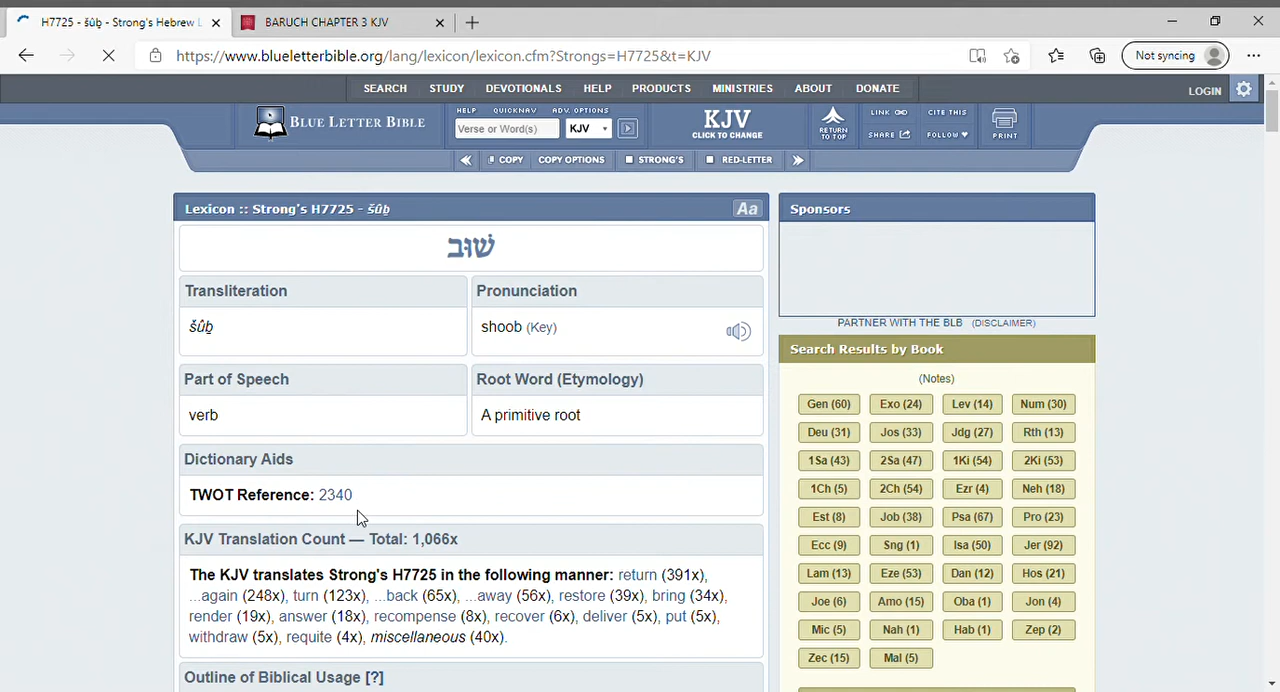 H7725 - šûḇ - Strong's Hebrew L
BARUCH CHAPTER 3 KJV
https://www.blueletterbible.org/lang/lexicon/lexicon.cfm?Strongs=H7725&t=KJV
Not syncing
SEARCH STUDY DEVOTIONALS HELP PRODUCTS MINISTRIES ABOUT DONATE
LOGIN
BLUE LETTER BIBLE
HELP QUICKNAV ADV. OPTIONS
Verse or Word(s) KJV
KJV
CLICK TO CHANGE
RETURN
TO TOP
LINK CITE THIS
SHARE FOLLOW
PRINT
COPY COPY OPTIONS STRONG'S RED-LETTER
Lexicon :: Strong's H7725 - šûḇ
Aa
שׁוּב
Transliteration
šûḇ
Pronunciation
shoob (Key)
Part of Speech
verb
Root Word (Etymology)
A primitive root
Dictionary Aids
TWOT Reference: 2340
KJV Translation Count — Total: 1,066x
The KJV translates Strong's H7725 in the following manner: return (391x),
...again (248x), turn (123x), ...back (65x), ...away (56x), restore (39x), bring (34x),
render (19x), answer (18x), recompense (8x), recover (6x), deliver (5x), put (5x),
withdraw (5x), requite (4x), miscellaneous (40x).
Outline of Biblical Usage [?]
Sponsors
PARTNER WITH THE BLB (DISCLAIMER)
Search Results by Book
(Notes)
Gen (60) Exo (24) Lev (14) Num (30)
Deu (31) Jos (33) Jdg (27) Rth (13)
1Sa (43) 2Sa (47) 1Ki (54) 2Ki (53)
1Ch (5) 2Ch (54) Ezr (4) Neh (18)
Est (8) Job (38) Psa (67) Pro (23)
Ecc (9) Sng (1) Isa (50) Jer (92)
Lam (13) Eze (53) Dan (12) Hos (21)
Joe (6) Amo (15) Oba (1) Jon (4)
Mic (5) Nah (1) Hab (1) Zep (2)
Zec (15) Mal (5)